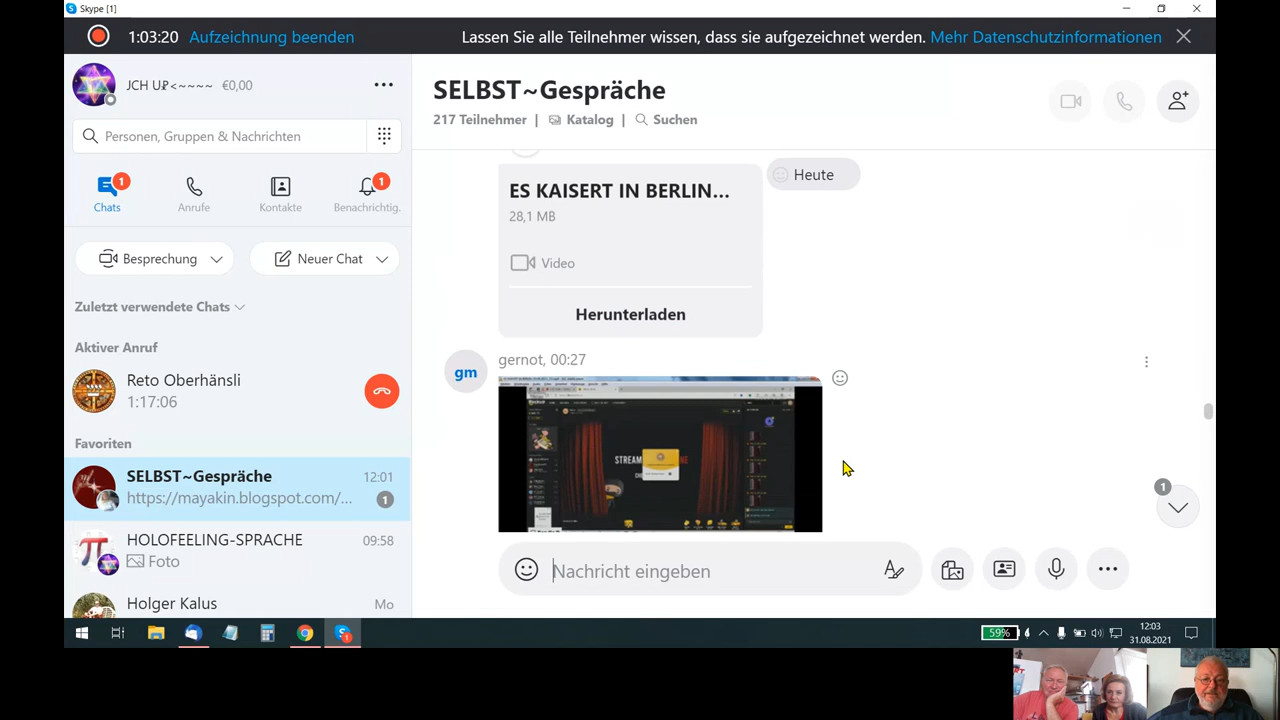 Skype [1]
1:03:20 Aufzeichnung beenden
Lassen Sie alle Teilnehmer wissen, dass sie aufgezeichnet werden. Mehr Datenschutzinformationen
€0,00
Personen, Gruppen & Nachrichten
1
1
Chats
Anrufe
Kontakte
Benachrichtig.
Besprechung
Neuer Chat
Zuletzt verwendete Chats
Aktiver Anruf
Reto Oberhänsli
1:17:06
Favoriten
SELBST~Gespräche 12:01
https://mayakin.blogspot.com/... 1
HOLOFEELING-SPRACHE 09:58
Foto
Holger Kalus Mo
SELBST~Gespräche
217 Teilnehmer | Katalog | Suchen
Heute
ES KAISERT IN BERLIN...
28,1 MB
Video
Herunterladen
gm
gernot, 00:27
1
Nachricht eingeben
59%
12:03
31.08.2021